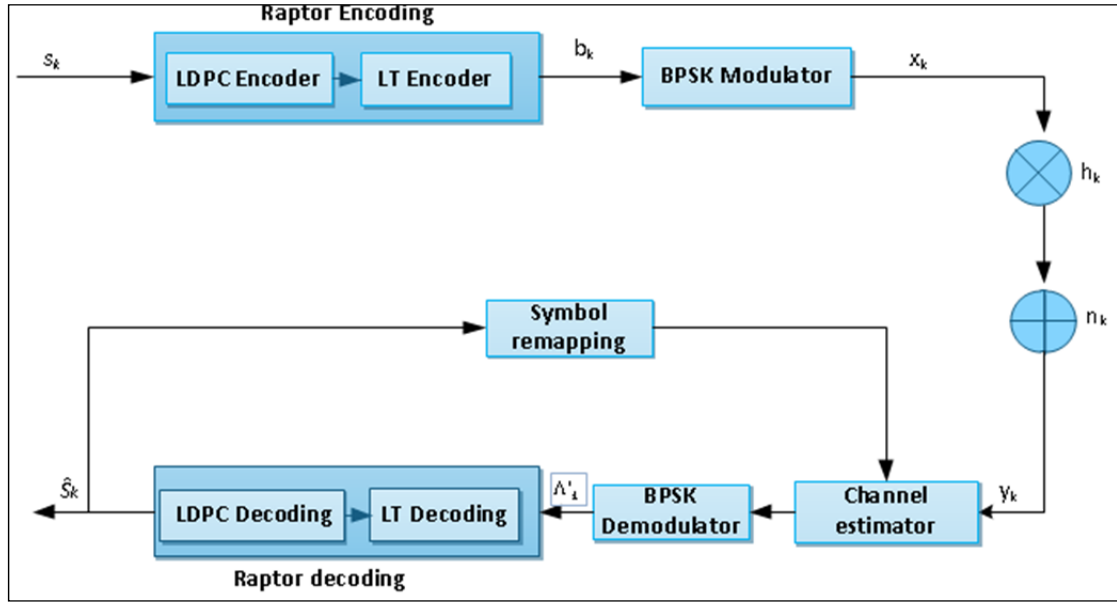 Raptor Encoding
sₖ
LDPC Encoder
LT Encoder
bₖ
BPSK Modulator
xₖ
hₖ
nₖ
Symbol
remapping
ŝₖ
LDPC Decoding
LT Decoding
BPSK
Demodulator
Channel
estimator
yₖ
Raptor decoding